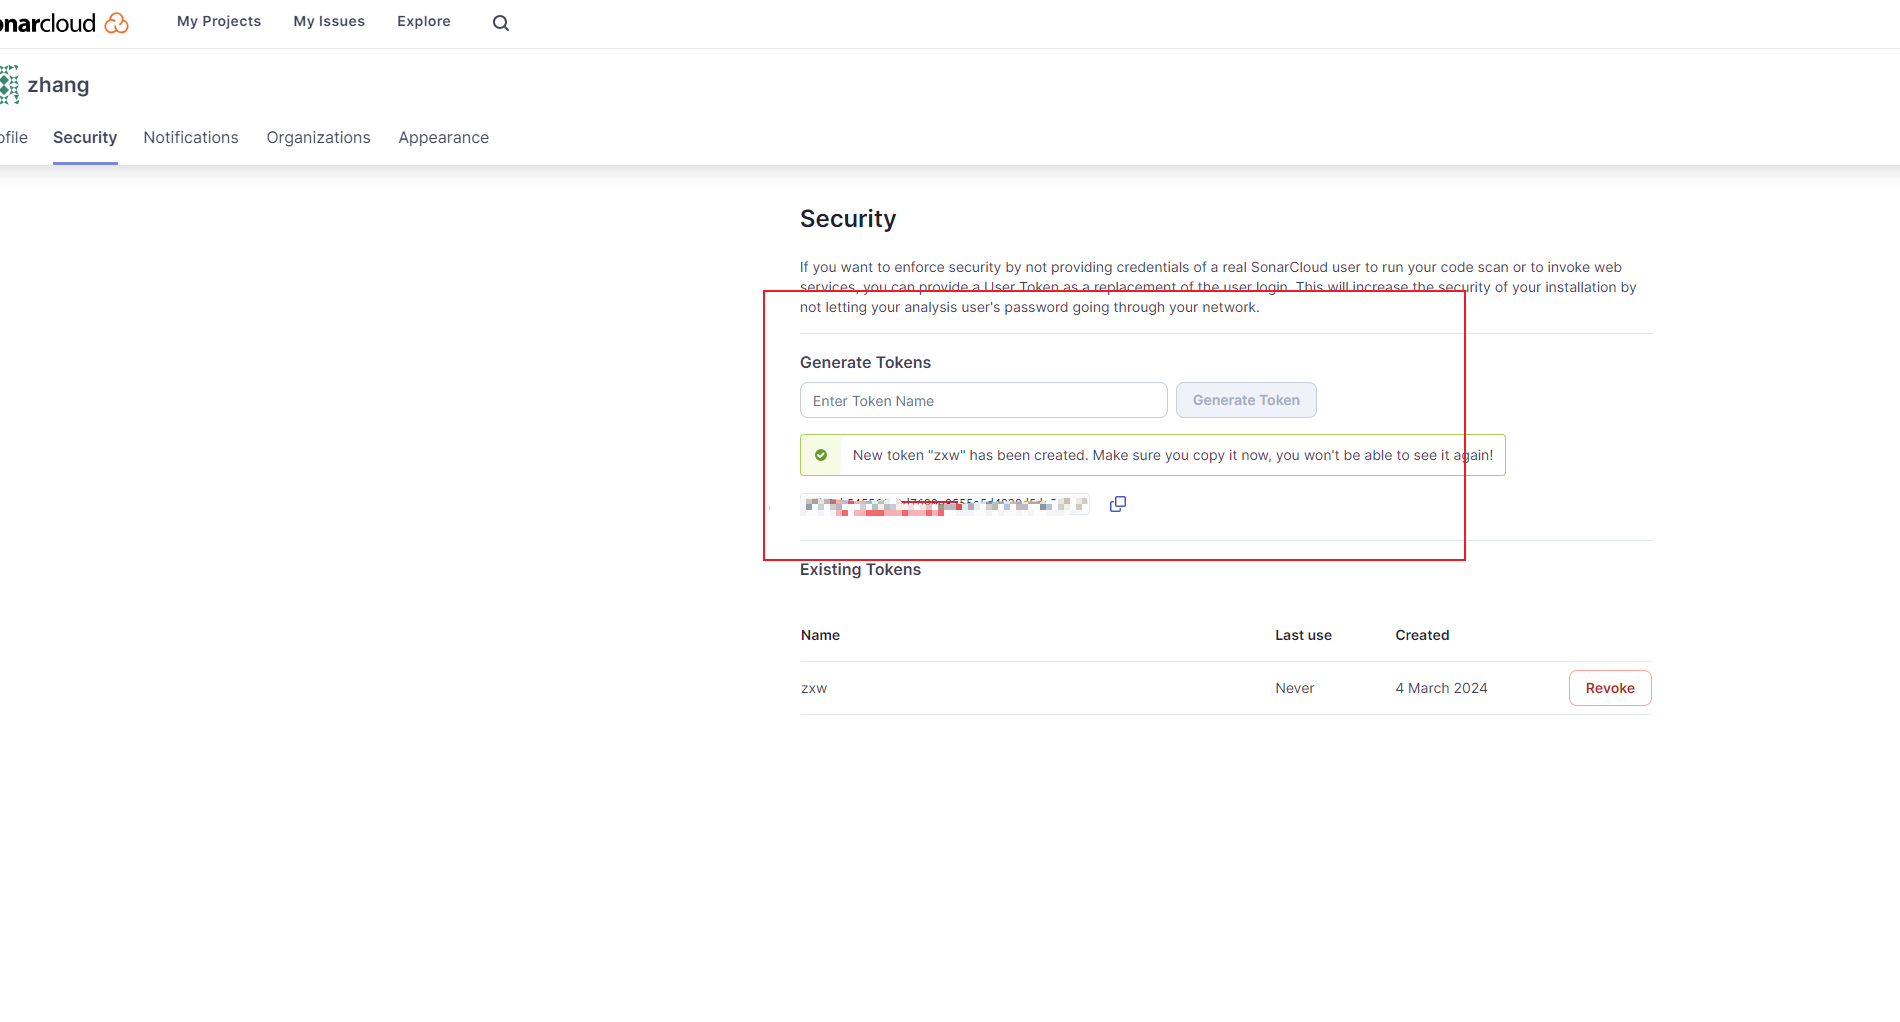 onarcloud
My Projects
My Issues
Explore
zhang
ofile
Security
Notifications
Organizations
Appearance
Security
If you want to enforce security by not providing credentials of a real SonarCloud user to run your code scan or to invoke web
services, you can provide a User Token as a replacement of the user login. This will increase the security of your installation by
not letting your analysis user's password going through your network.
Generate Tokens
Enter Token Name
Generate Token
New token "zxw" has been created. Make sure you copy it now, you won't be able to see it again!
Existing Tokens
Name
Last use
Created
zxw
Never
4 March 2024
Revoke